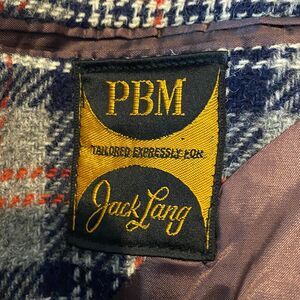 PBM
TAILORED EXPRESSLY FOR
Jack Lang